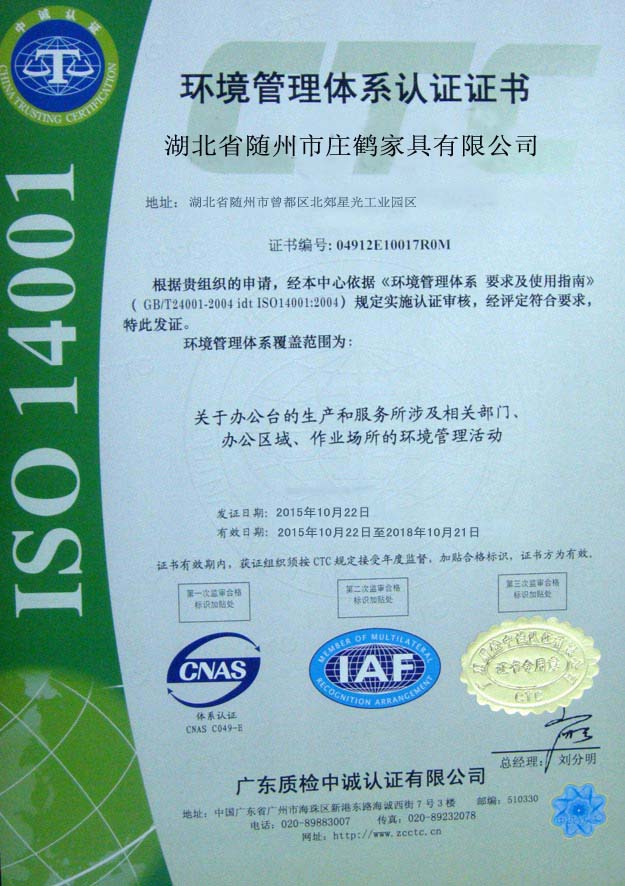 中诚认证
CHINA TRUSTING CERTIFICATION
CTC
ISO 14001
环境管理体系认证证书
湖北省随州市庄鹤家具有限公司
地址： 湖北省随州市曾都区北郊星光工业园区
证书编号: 04912E10017R0M
根据贵组织的申请，经本中心依据《环境管理体系 要求及使用指南》
（ GB/T24001-2004 idt ISO14001:2004）规定实施认证审核，经评定符合要求，
特此发证。
环境管理体系覆盖范围为：
关于办公台的生产和服务所涉及相关部门、
办公区域、作业场所的环境管理活动
发证日期： 2015年10月22日
有效日期： 2015年10月22日至2018年10月21日
证书有效期内，获证组织须按 CTC 规定接受年度监督，加贴合格标识，证书方为有效.
第一次监审合格
标识加贴处
第二次监审合格
标识加贴处
第三次监审合格
标识加贴处
CNAS
体系认证
CNAS C049-E
MEMBER OF MULTILATERAL
IAF
RECOGNITION ARRANGEMENT
证书专用章
CTC
总经理： 刘分明
广东质检中诚认证有限公司
地址：中国广东省广州市海珠区新港东路海诚西街７号３楼 邮编：510330
电话：020-89883007 传真：020-89232078
网址：http://www.zcctc.cn